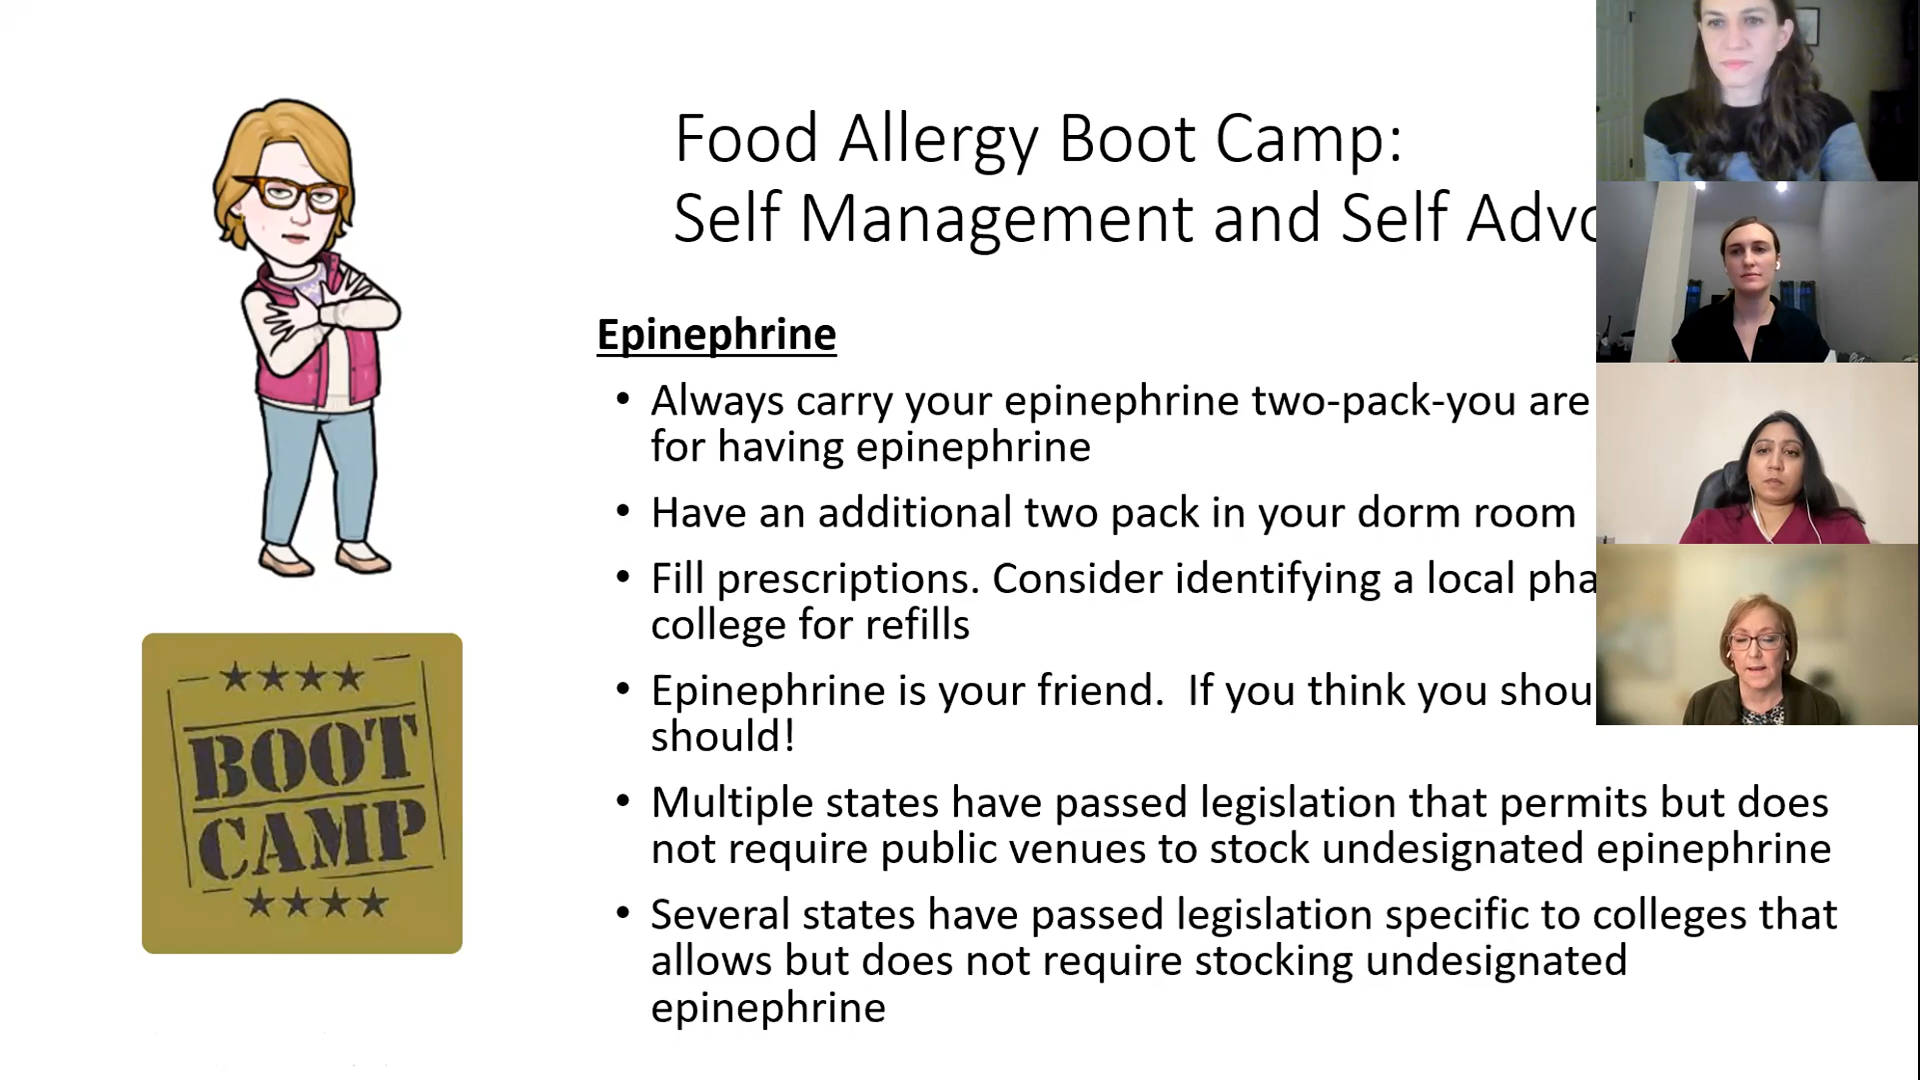 Food Allergy Boot Camp:
Self Management and Self Advo
Epinephrine
• Always carry your epinephrine two-pack-you are
for having epinephrine
• Have an additional two pack in your dorm room
• Fill prescriptions. Consider identifying a local pha
college for refills
• Epinephrine is your friend.  If you think you shou
should!
• Multiple states have passed legislation that permits but does
not require public venues to stock undesignated epinephrine
• Several states have passed legislation specific to colleges that
allows but does not require stocking undesignated
epinephrine
BOOT
CAMP